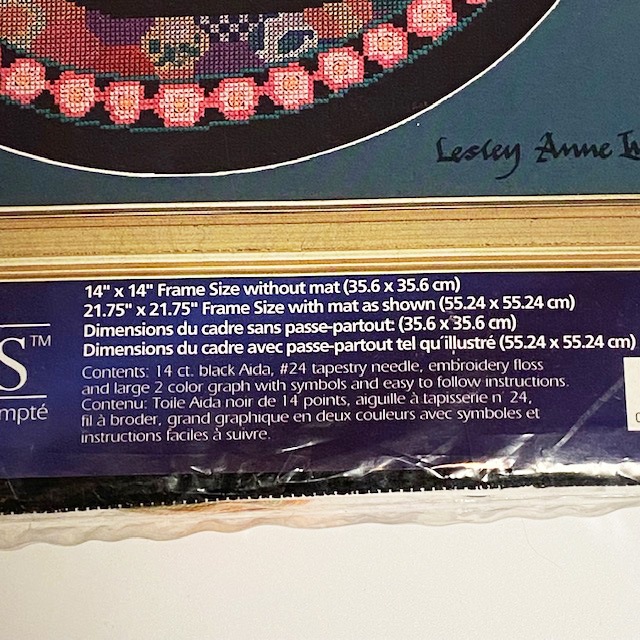 Lesley Anne
14" x 14" Frame Size without mat (35.6 x 35.6 cm)
21.75" x 21.75" Frame Size with mat as shown (55.24 x 55.24 cm)
Dimensions du cadre sans passe-partout: (35.6 x 35.6 cm)
Dimensions du cadre avec passe-partout tel qu'illustré (55.24 x 55.24 cm)
S™
ompté
Contents: 14 ct. black Aida, #24 tapestry needle, embroidery floss
and large 2 color graph with symbols and easy to follow instructions.
Contenu: Toile Aida noir de 14 points, aiguille à tapisserie n° 24,
fil à broder, grand graphique en deux couleurs avec symboles et
instructions faciles à suivre.